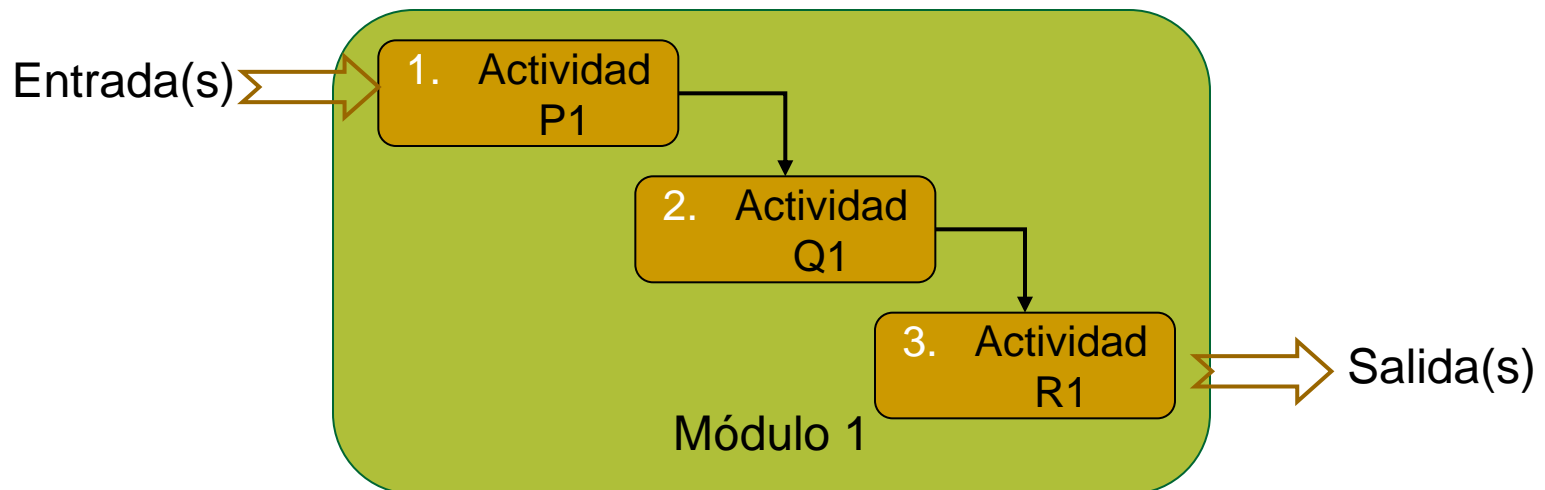 Entrada(s)
1. Actividad
P1
2. Actividad
Q1
3. Actividad
R1
Salida(s)
Módulo 1